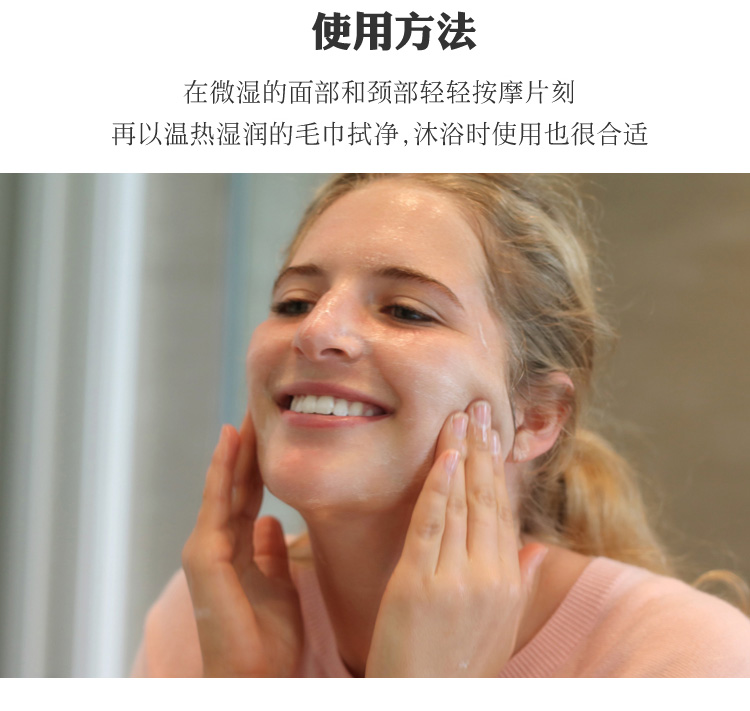 使用方法
在微湿的面部和颈部轻轻按摩片刻
再以温热湿润的毛巾拭净,沐浴时使用也很合适